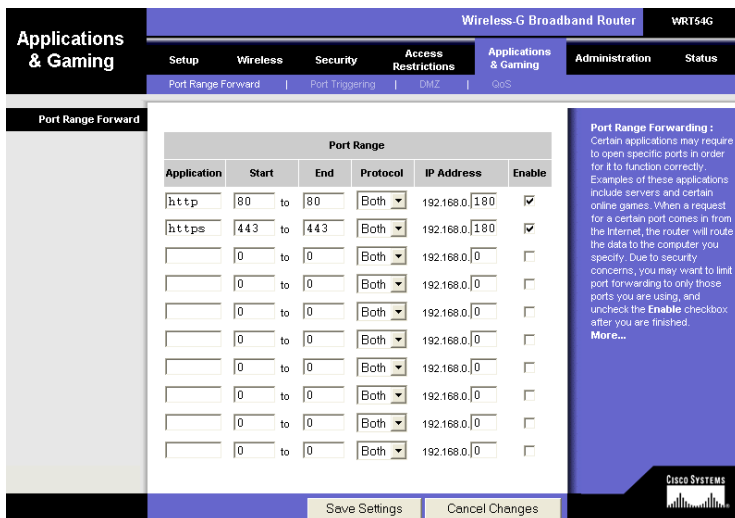 Applications
& Gaming
Wireless-G Broadband Router WRT54G
Setup Wireless Security Access Restrictions Applications & Gaming Administration Status
Port Range Forward | Port Triggering | DMZ | QoS
Port Range Forward
Port Range
Application Start End Protocol IP Address Enable
http 80 to 80 Both 192.168.0. 180
https 443 to 443 Both 192.168.0. 180
0 to 0 Both 192.168.0. 0
0 to 0 Both 192.168.0. 0
0 to 0 Both 192.168.0. 0
0 to 0 Both 192.168.0. 0
0 to 0 Both 192.168.0. 0
0 to 0 Both 192.168.0. 0
0 to 0 Both 192.168.0. 0
0 to 0 Both 192.168.0. 0
Port Range Forwarding :
Certain applications may require
to open specific ports in order
for it to function correctly.
Examples of these applications
include servers and certain
online games. When a request
for a certain port comes in from
the Internet, the router will route
the data to the computer you
specify. Due to security
concerns, you may want to limit
port forwarding to only those
ports you are using, and
uncheck the Enable checkbox
after you are finished.
More...
Save Settings Cancel Changes
CISCO SYSTEMS